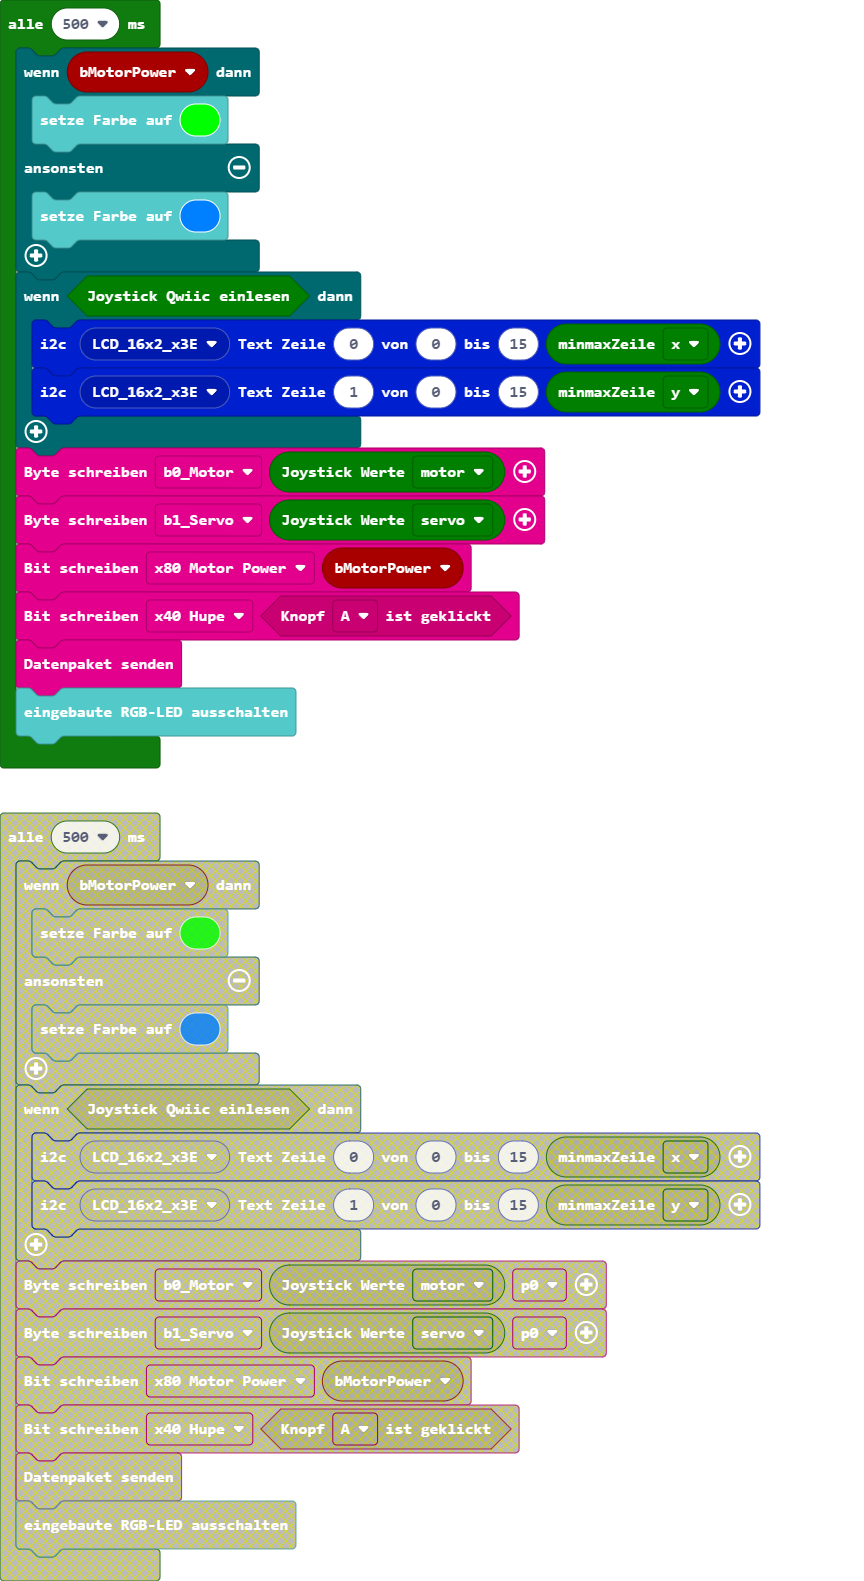 alle 500 ms
wenn bMotorPower dann
setze Farbe auf
ansonsten
setze Farbe auf
wenn Joystick Qwiic einlesen dann
i2c LCD_16x2_x3E Text Zeile 0 von 0 bis 15 minmaxZeile x
i2c LCD_16x2_x3E Text Zeile 1 von 0 bis 15 minmaxZeile y
Byte schreiben b0_Motor Joystick Werte motor
Byte schreiben b1_Servo Joystick Werte servo
Bit schreiben x80 Motor Power bMotorPower
Bit schreiben x40 Hupe Knopf A ist geklickt
Datenpaket senden
eingebaute RGB-LED ausschalten
alle 500 ms
wenn bMotorPower dann
setze Farbe auf
ansonsten
setze Farbe auf
wenn Joystick Qwiic einlesen dann
i2c LCD_16x2_x3E Text Zeile 0 von 0 bis 15 minmaxZeile x
i2c LCD_16x2_x3E Text Zeile 1 von 0 bis 15 minmaxZeile y
Byte schreiben b0_Motor Joystick Werte motor p0
Byte schreiben b1_Servo Joystick Werte servo p0
Bit schreiben x80 Motor Power bMotorPower
Bit schreiben x40 Hupe Knopf A ist geklickt
Datenpaket senden
eingebaute RGB-LED ausschalten